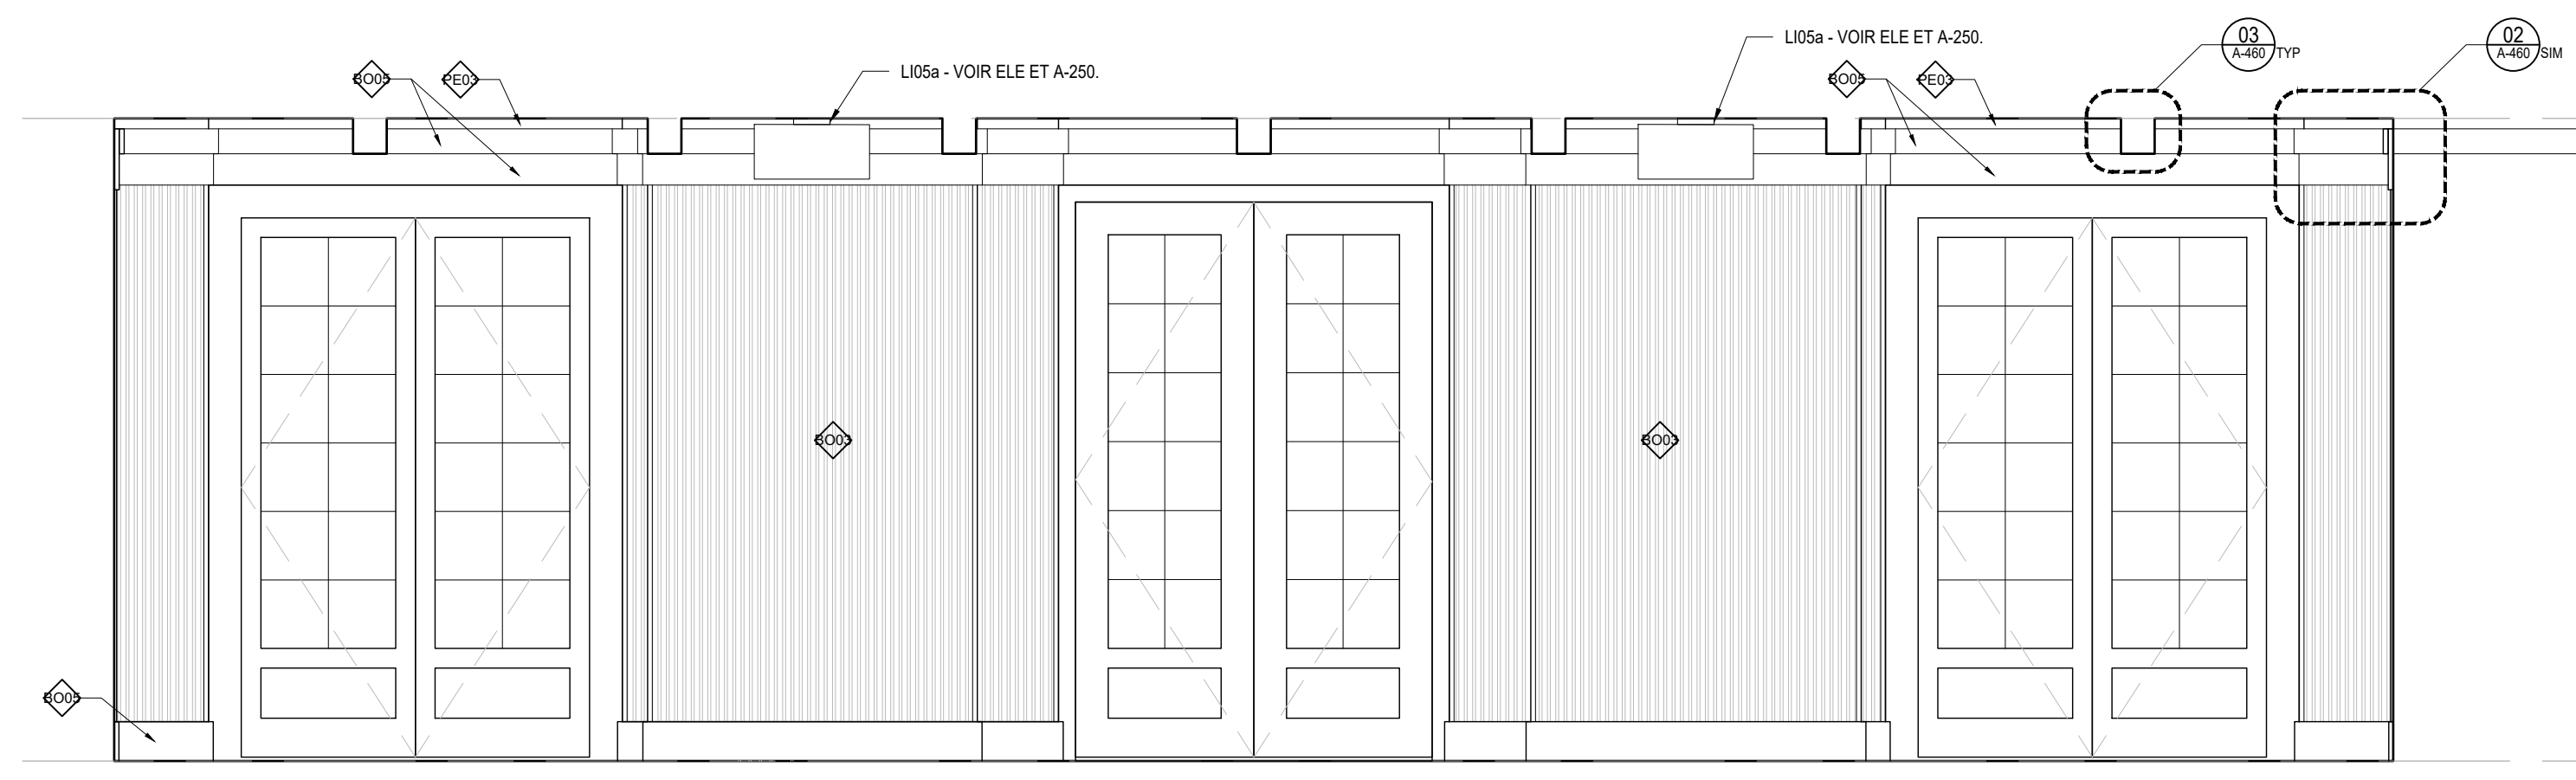 LI05a - VOIR ELE ET A-250.
03
A-460 TYP
02
A-460 SIM
BO05
PE03
LI05a - VOIR ELE ET A-250.
BO05
PE03
BO03
BO03
BO05